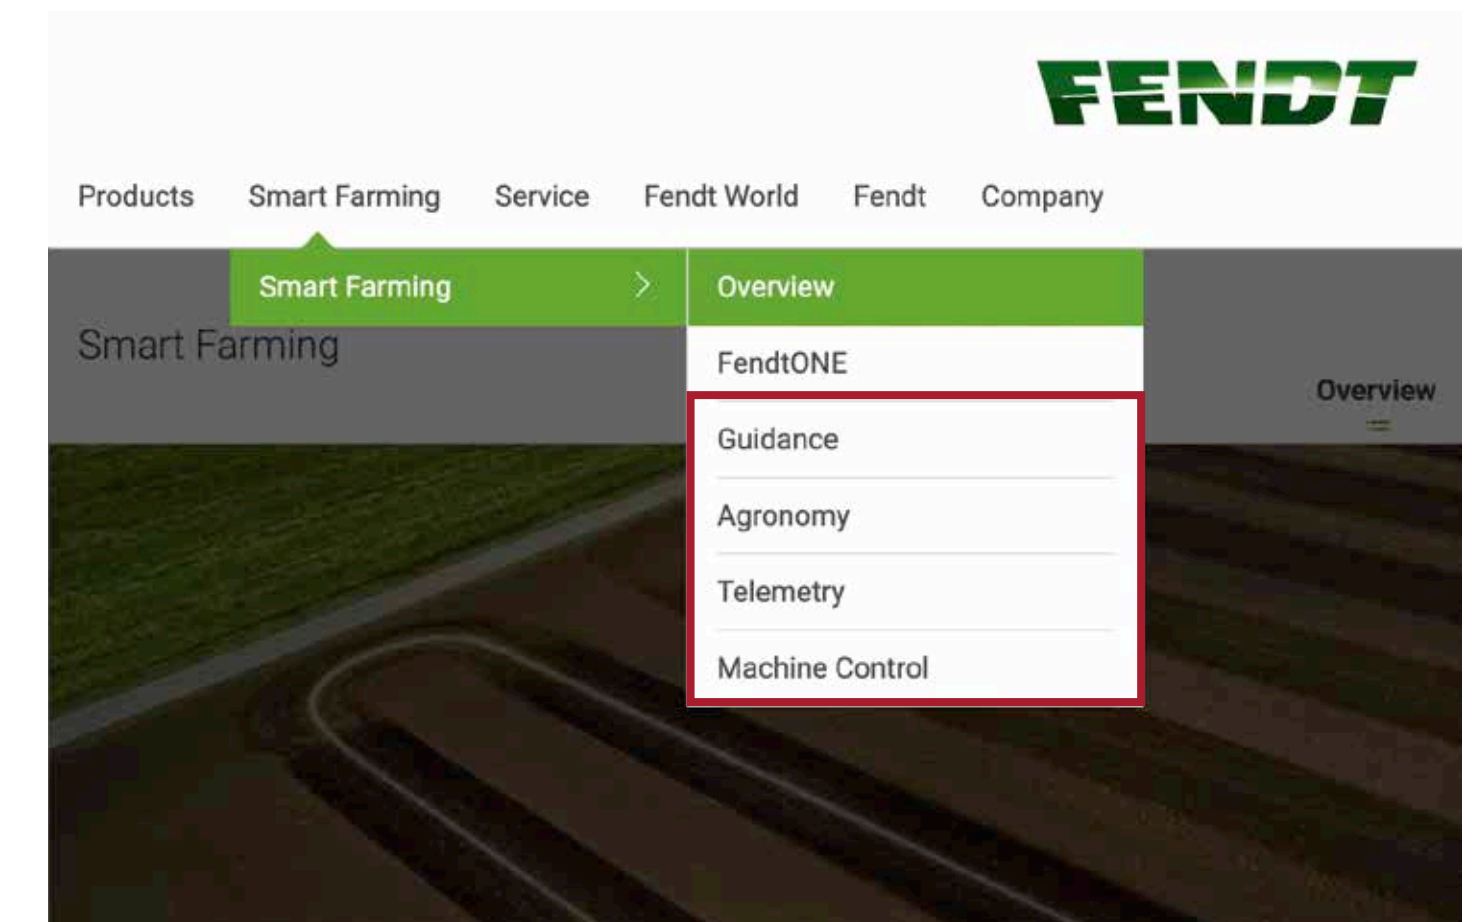 FENDT
Products Smart Farming Service Fendt World Fendt Company
Smart Farming Overview
Smart Farming
FendtONE
Overview
Guidance
Agronomy
Telemetry
Machine Control